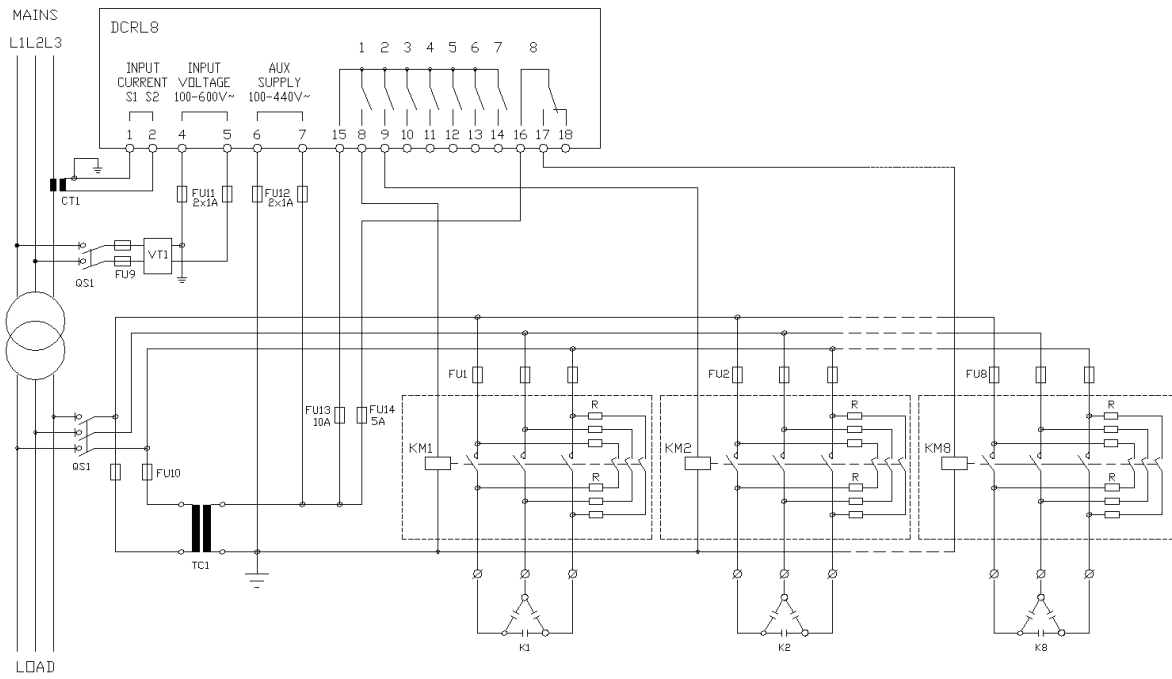 MAINS
L1L2L3
DCRL8
1 2 3 4 5 6 7 8
INPUT CURRENT
S1 S2
INPUT VOLTAGE
100-600V~
AUX SUPPLY
100-440V~
1 2 4 5 6 7 15 8 9 10 11 12 13 14 16 17 18
CT1
FU11
2x1A
FU12
2x1A
VT1
QS1
FU9
FU1
FU2
FU8
FU13
10A
FU14
5A
R
R
R
KM1
KM2
KM8
QS1
FU10
R
R
R
TC1
K1
K2
K8
LOAD